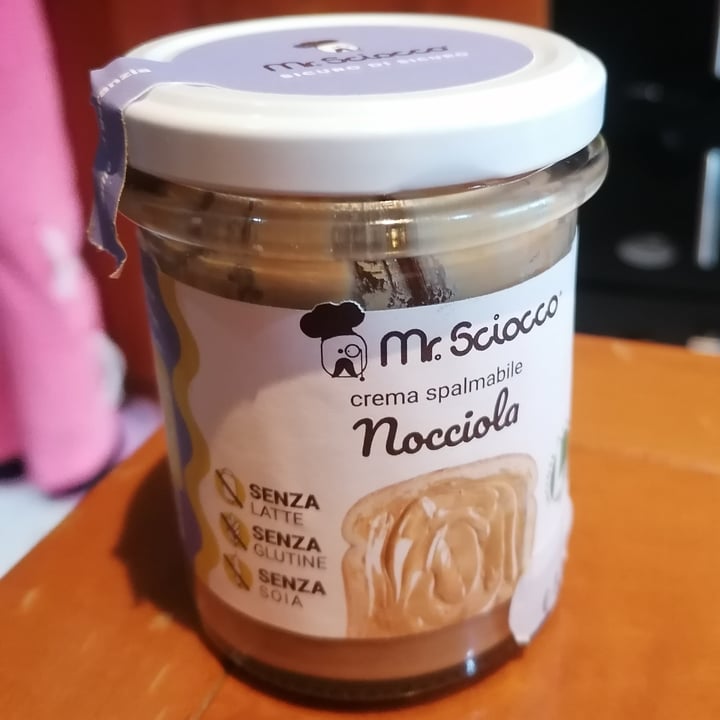 Mr. Sciocco
SICURO DI SICURO
Mr. Sciocco
crema spalmabile
Nocciola
SENZA
LATTE
SENZA
GLUTINE
SENZA
SOIA